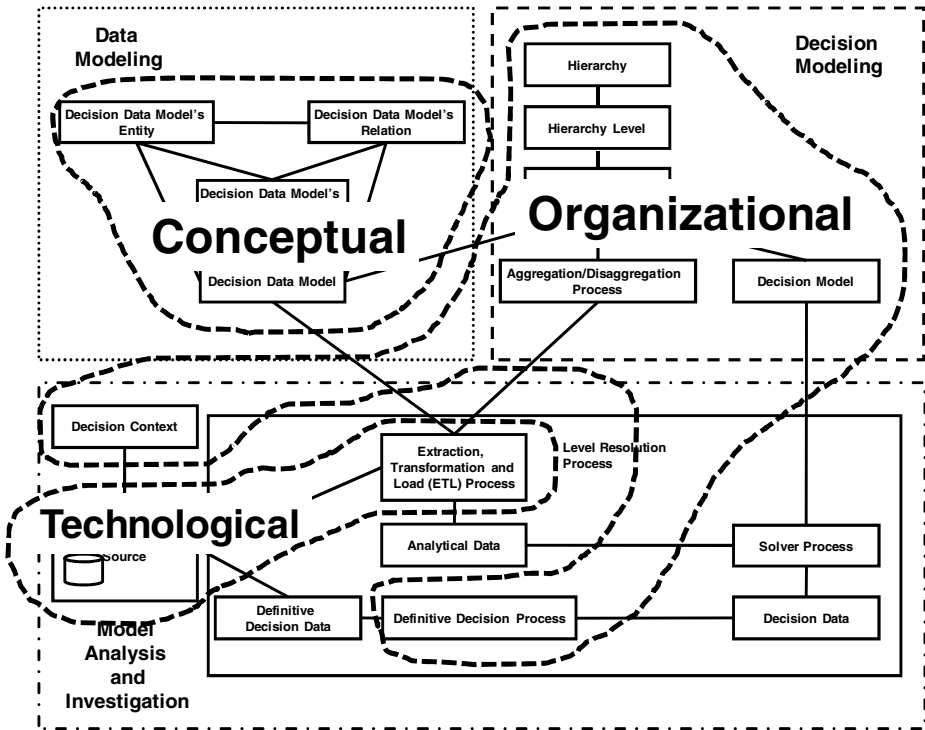 Data
Modeling
Decision
Modeling
Hierarchy
Hierarchy Level
Decision Data Model's
Entity
Decision Data Model's
Relation
Decision Data Model's
Conceptual
Organizational
Decision Data Model
Aggregation/Disaggregation
Process
Decision Model
Decision Context
Extraction,
Transformation and
Load (ETL) Process
Level Resolution
Process
Technological
Source
Analytical Data
Solver Process
Definitive
Decision Data
Definitive Decision Process
Decision Data
Model
Analysis
and
Investigation